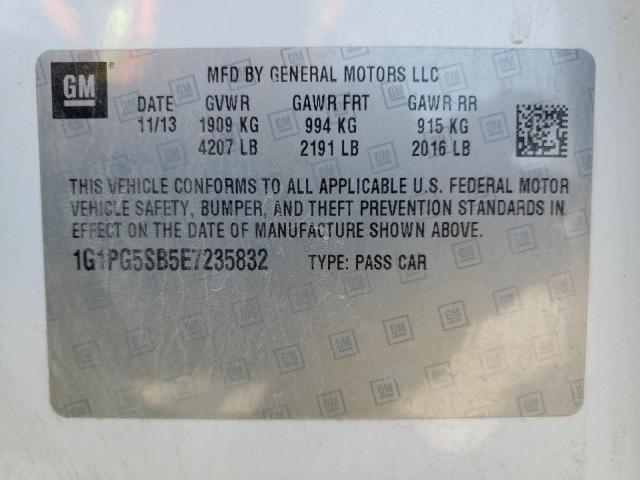 GM
MFD BY GENERAL MOTORS LLC
DATE GVWR GAWR FRT GAWR RR
11/13 1909 KG 994 KG 915 KG
4207 LB 2191 LB 2016 LB
THIS VEHICLE CONFORMS TO ALL APPLICABLE U.S. FEDERAL MOTOR
VEHICLE SAFETY, BUMPER, AND THEFT PREVENTION STANDARDS IN
EFFECT ON THE DATE OF MANUFACTURE SHOWN ABOVE.
1G1PG5SB5E7235832 TYPE: PASS CAR